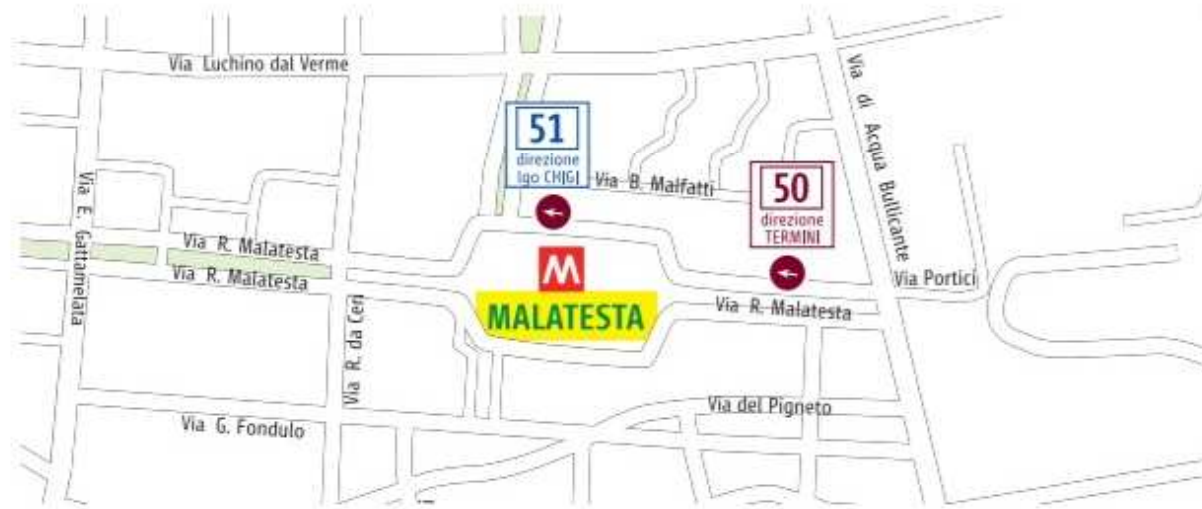 Via Luchino dal Verme
Via di Acqua Bullicante
51
direzione
lgo CHIGI
Via B. Malfatti
50
direzione
TERMINI
Via E. Gattamelata
Via R. Malatesta
Via R. Malatesta
M
MALATESTA
Via Portici
Via R. Malatesta
Via R. da Ceri
Via del Pigneto
Via G. Fondulo